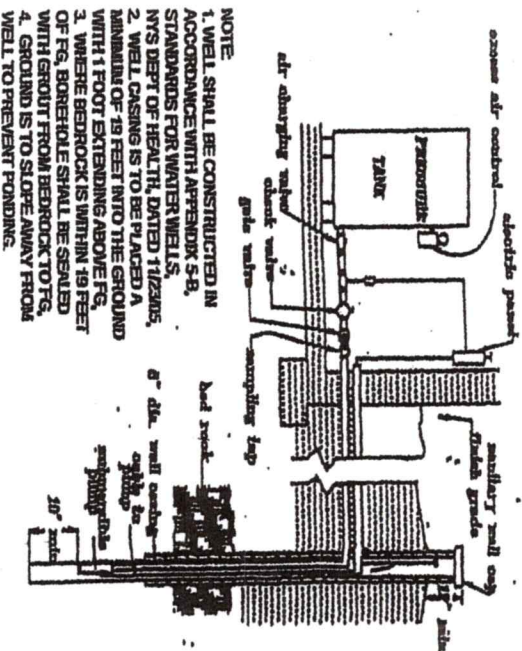 excess air control
electric panel
PRESSURE
TANK
air charging valve
check valve
gate valve
sampling tap
sanitary well cap
finish grade
bed rock
6" dia. well casing
cable to
pump
submersible
pump
10'
min.
NOTE:
1. WELL SHALL BE CONSTRUCTED IN
ACCORDANCE WITH APPENDIX 5-B,
STANDARDS FOR WATER WELLS,
NYS DEPT OF HEALTH, DATED 11/23/05.
2. WELL CASING IS TO BE PLACED A
MINIMUM OF 19 FEET INTO THE GROUND
WITH 1 FOOT EXTENDING ABOVE FG.
3. WHERE BEDROCK IS WITHIN 19 FEET
OF FG, BOREHOLE SHALL BE SEALED
WITH GROUT FROM BEDROCK TO FG.
4. GROUND IS TO SLOPE AWAY FROM
WELL TO PREVENT PONDING.